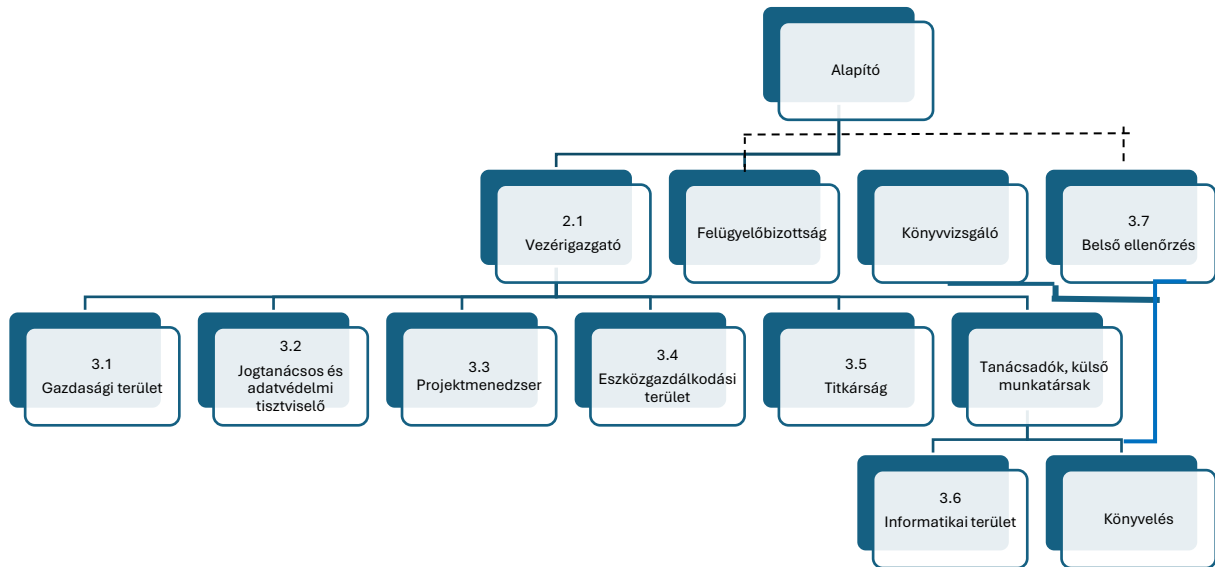 Alapító
2.1
Vezérigazgató
Felügyelőbizottság
Könyvvizsgáló
3.7
Belső ellenőrzés
3.1
Gazdasági terület
3.2
Jogtanácsos és
adatvédelmi
tisztviselő
3.3
Projektmenedzser
3.4
Eszközgazdálkodási
terület
3.5
Titkárság
Tanácsadók, külső
munkatársak
3.6
Informatikai terület
Könyvelés